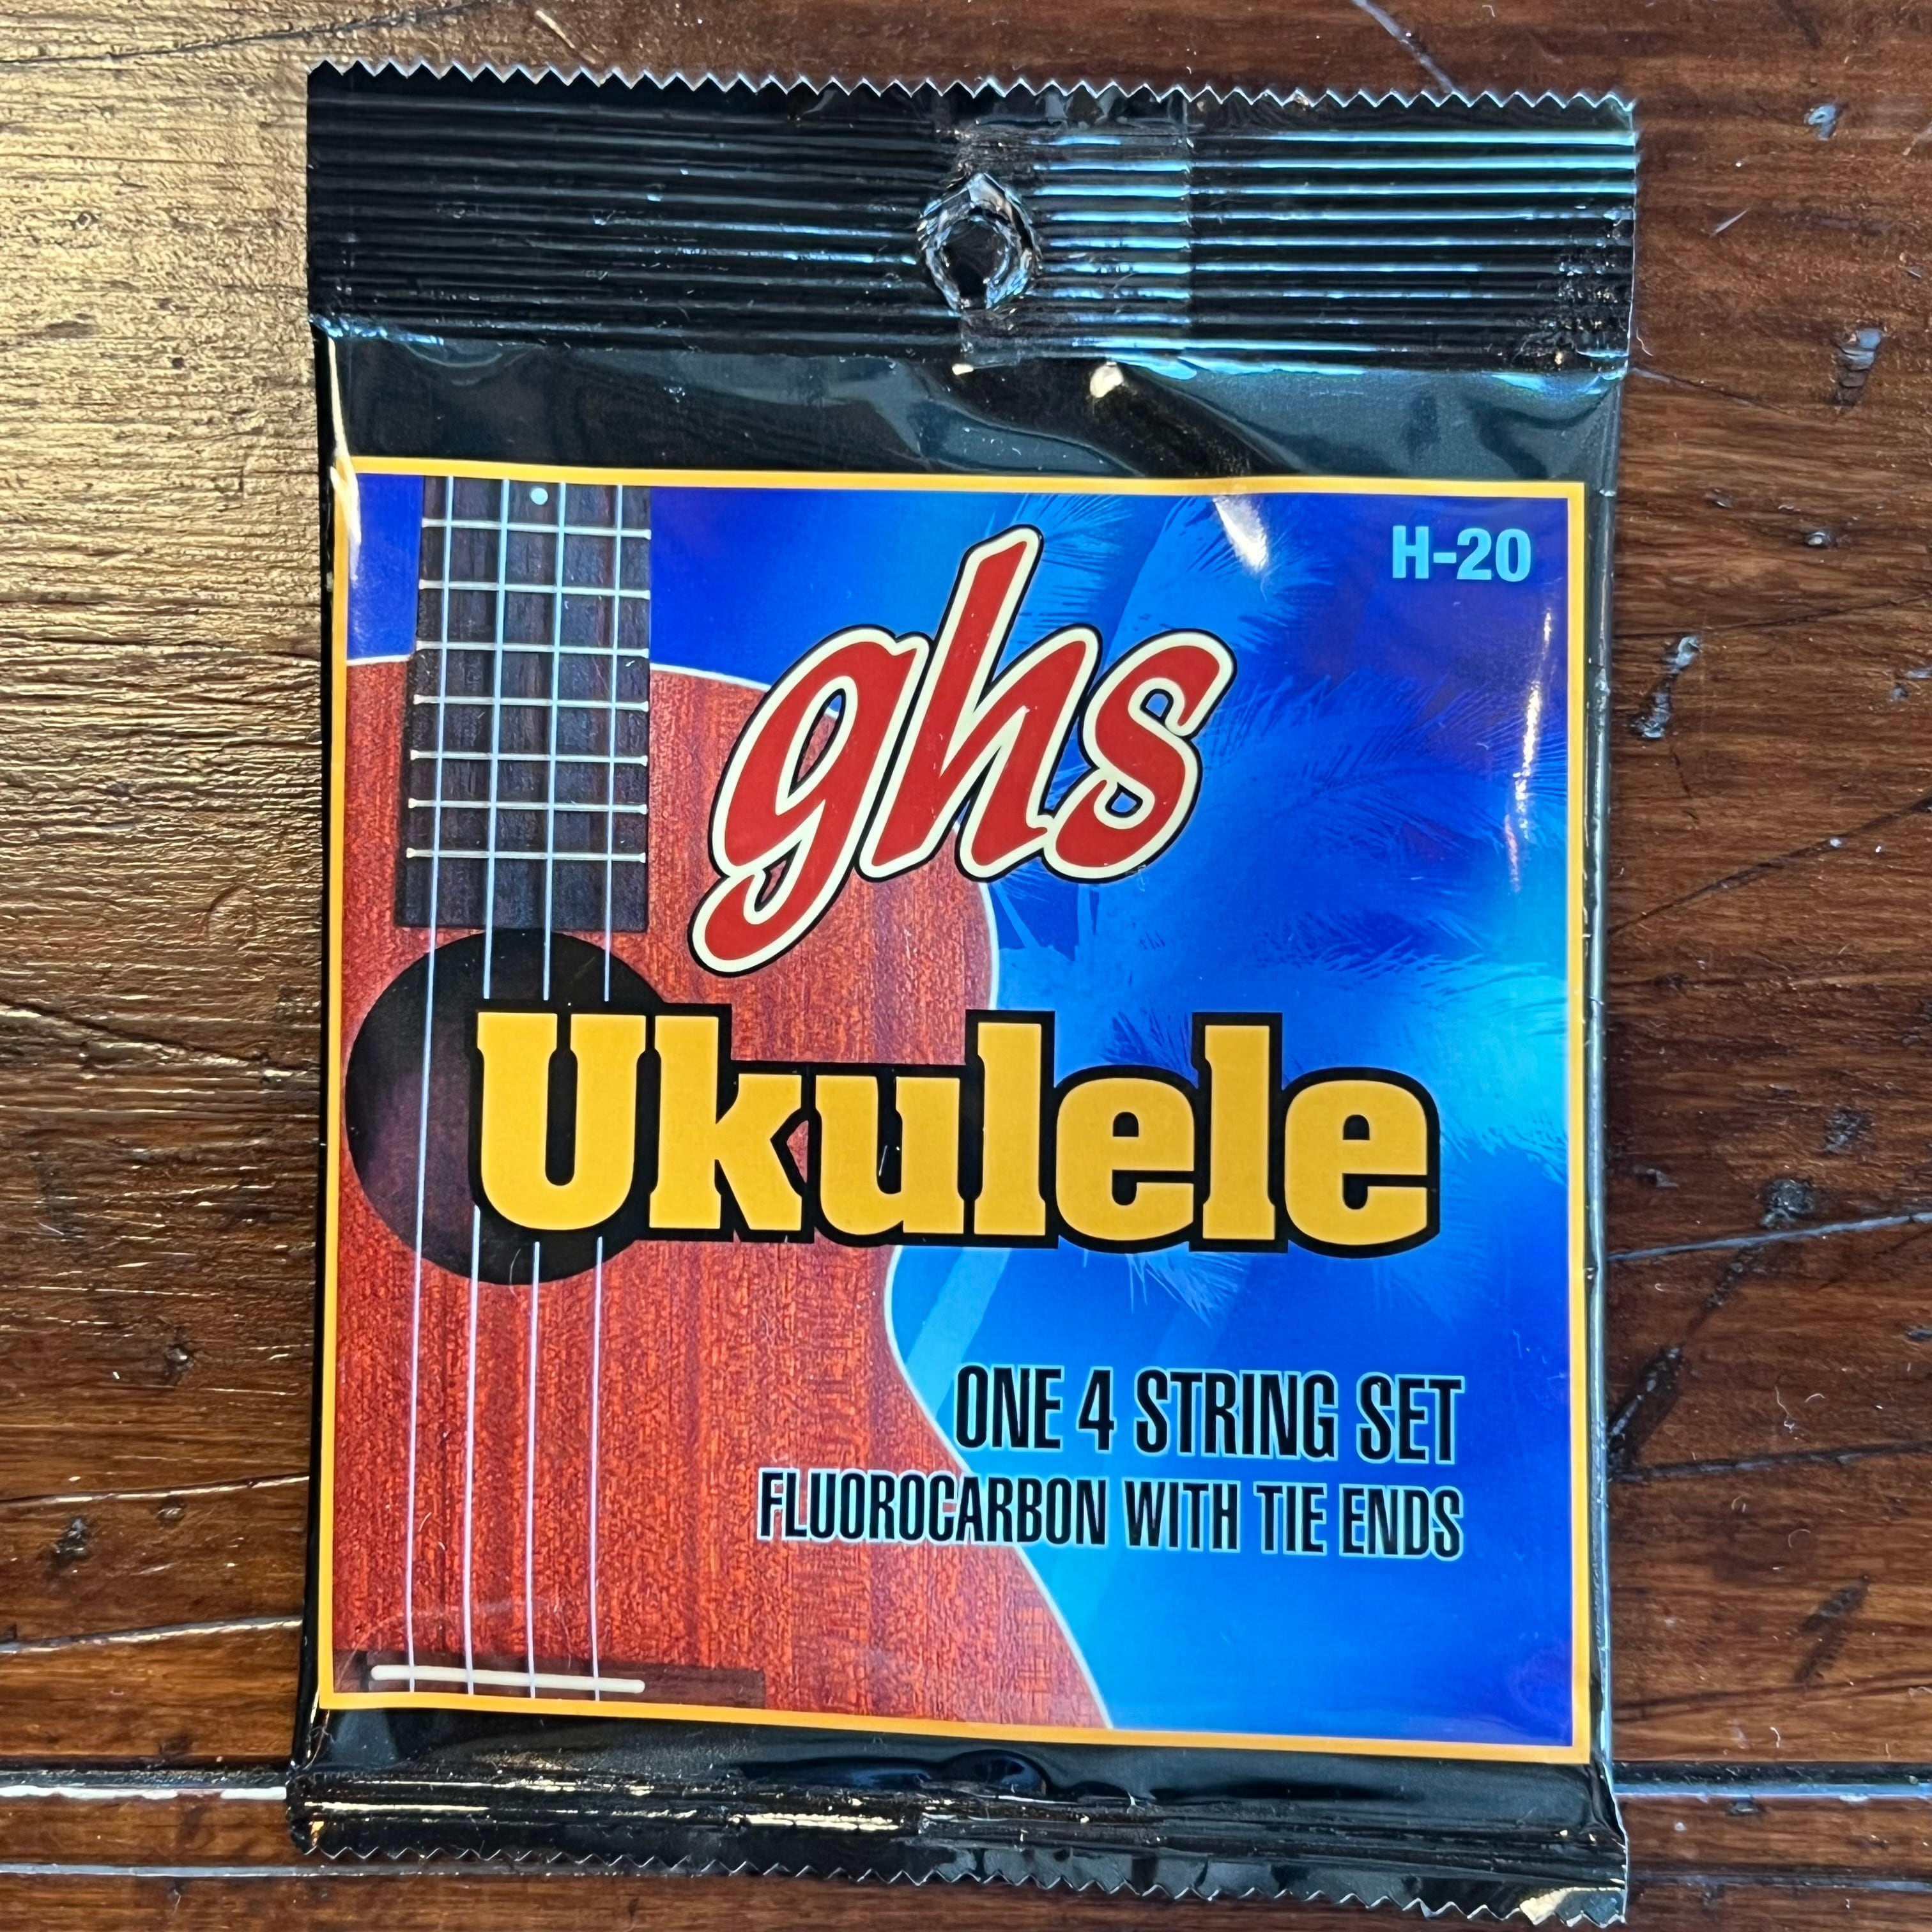 H-20
ghs
Ukulele
ONE 4 STRING SET
FLUOROCARBON WITH TIE ENDS